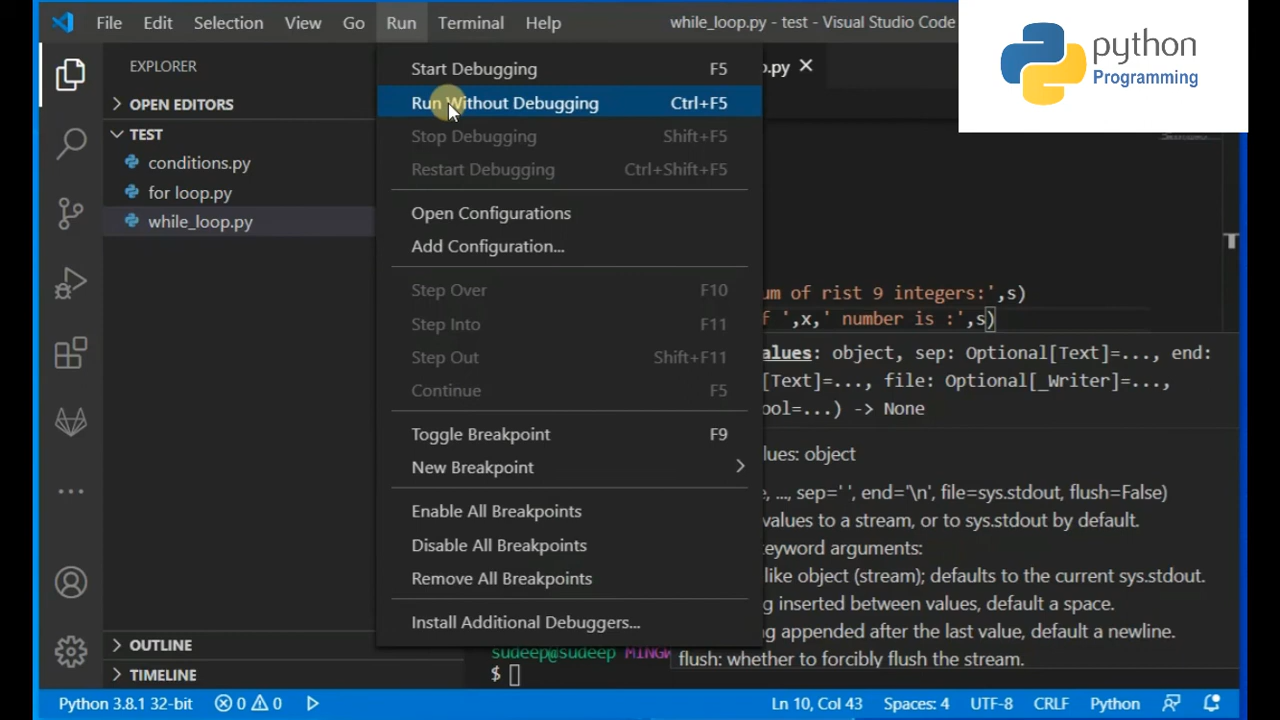 File Edit Selection View Go Run Terminal Help while_loop.py - test - Visual Studio Code
python
Programming
EXPLORER
OPEN EDITORS
TEST
conditions.py
for loop.py
while_loop.py
OUTLINE
TIMELINE
Start Debugging F5
Run Without Debugging Ctrl+F5
Stop Debugging Shift+F5
Restart Debugging Ctrl+Shift+F5
Open Configurations
Add Configuration...
Step Over F10
Step Into F11
Step Out Shift+F11
Continue F5
Toggle Breakpoint F9
New Breakpoint
Enable All Breakpoints
Disable All Breakpoints
Remove All Breakpoints
Install Additional Debuggers...
p.py
um of rist 9 integers:',s)
f ',x,' number is :',s)
alues: object, sep: Optional[Text]=..., end:
[Text]=..., file: Optional[_Writer]=...,
ool=...) -> None
lues: object
e, ..., sep=' ', end='\n', file=sys.stdout, flush=False)
values to a stream, or to sys.stdout by default.
eyword arguments:
like object (stream); defaults to the current sys.stdout.
g inserted between values, default a space.
ng appended after the last value, default a newline.
flush: whether to forcibly flush the stream.
sudeep@sudeep MINGW
$
Python 3.8.1 32-bit 0 0 Ln 10, Col 43 Spaces: 4 UTF-8 CRLF Python